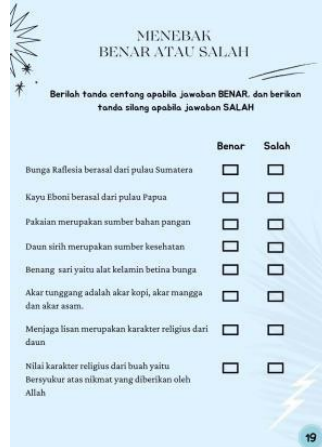 MENEBAK
BENAR ATAU SALAH
Berilah tanda centang apabila jawaban BENAR. dan berikan
tanda silang apabila jawaban SALAH
Benar Salah
Bunga Raflesia berasal dari pulau Sumatera
Kayu Eboni berasal dari pulau Papua
Pakaian merupakan sumber bahan pangan
Daun sirih merupakan sumber kesehatan
Benang sari yaitu alat kelamin betina bunga
Akar tunggang adalah akar kopi, akar mangga
dan akar asam.
Menjaga lisan merupakan karakter religius dari
daun
Nilai karakter religius dari buah yaitu
Bersyukur atas nikmat yang diberikan oleh
Allah
19